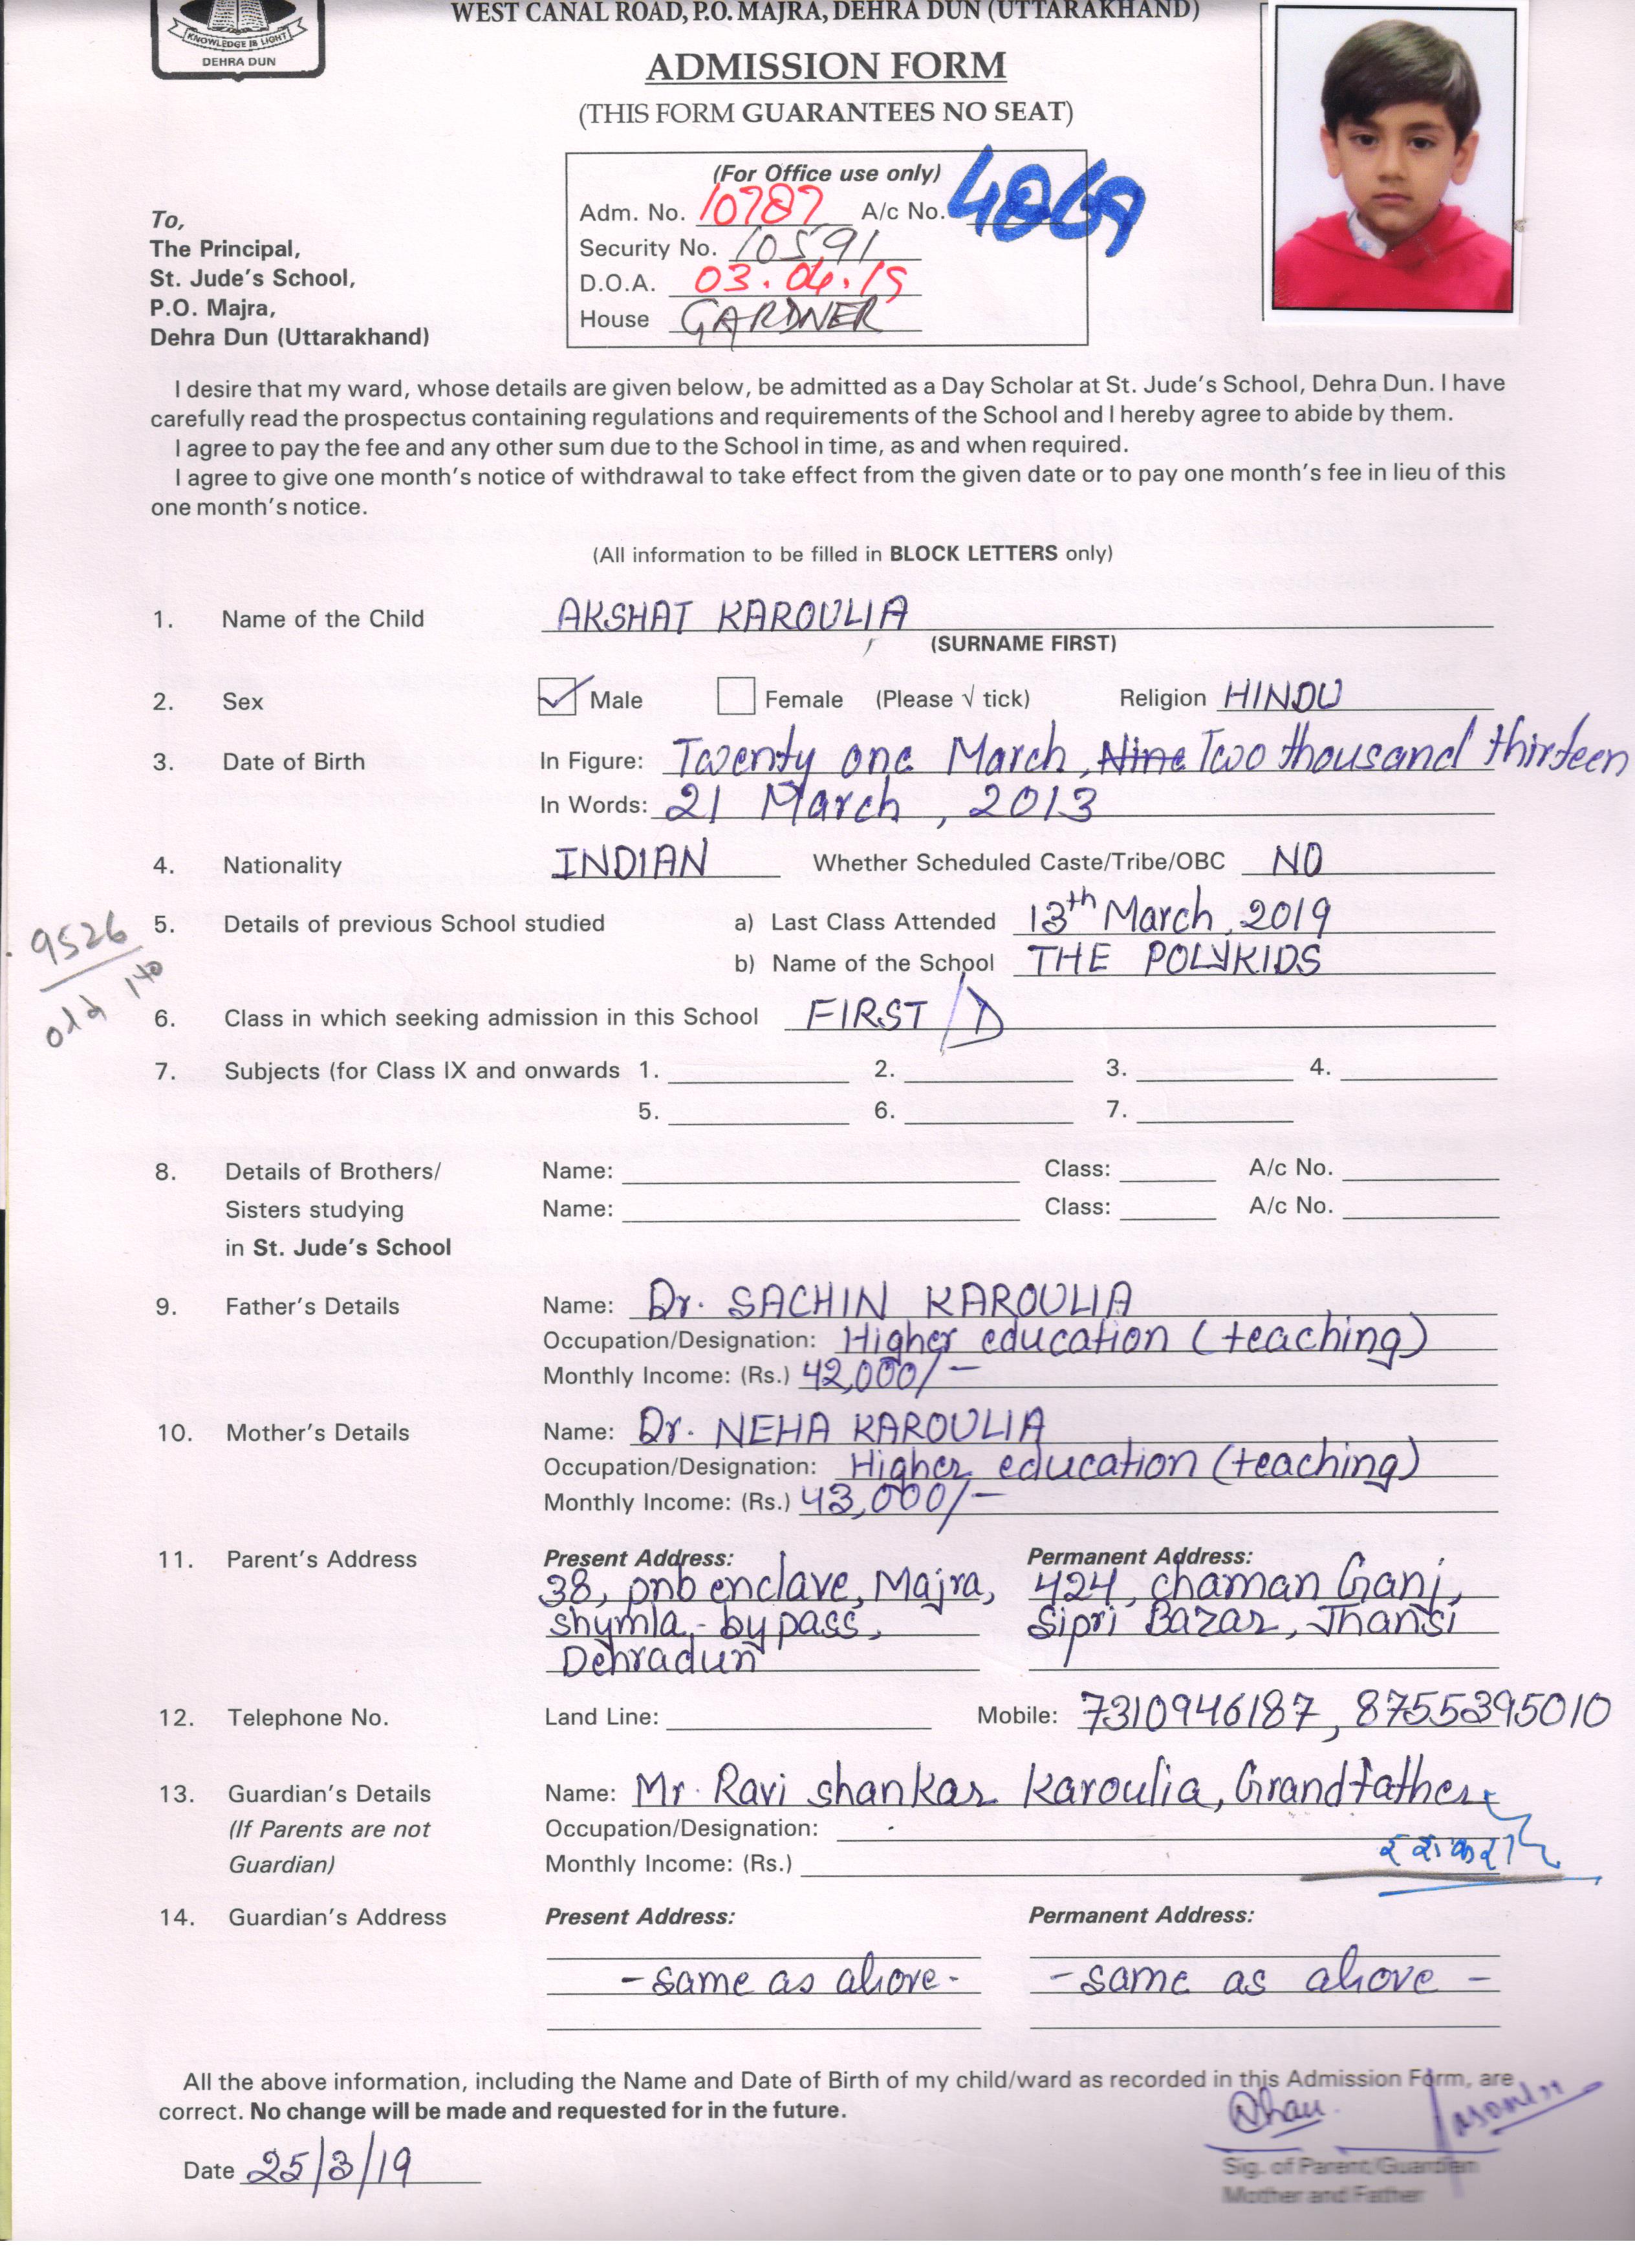 WEST CANAL ROAD, P.O. MAJRA, DEHRA DUN (UTTARAKHAND)
KNOWLEDGE IS LIGHT
DEHRA DUN
ADMISSION FORM
(THIS FORM GUARANTEES NO SEAT)
(For Office use only)
Adm. No. 10787 A/c No. 4869
Security No. 10591
D.O.A. 03.04.19
House GARDNER
To,
The Principal,
St. Jude's School,
P.O. Majra,
Dehra Dun (Uttarakhand)
I desire that my ward, whose details are given below, be admitted as a Day Scholar at St. Jude's School, Dehra Dun. I have
carefully read the prospectus containing regulations and requirements of the School and I hereby agree to abide by them.
I agree to pay the fee and any other sum due to the School in time, as and when required.
I agree to give one month's notice of withdrawal to take effect from the given date or to pay one month's fee in lieu of this
one month's notice.
(All information to be filled in BLOCK LETTERS only)
1. Name of the Child AKSHAT KAROULIA
(SURNAME FIRST)
2. Sex Male Female (Please √ tick) Religion HINDU
3. Date of Birth In Figure: Twenty one March, Nine Two thousand thirteen
In Words: 21 March, 2013
4. Nationality INDIAN Whether Scheduled Caste/Tribe/OBC NO
5. Details of previous School studied a) Last Class Attended 13th March, 2019
9526
b) Name of the School THE POLYKIDS
old 140
6. Class in which seeking admission in this School FIRST / D
7. Subjects (for Class IX and onwards 1. 2. 3. 4.
5. 6. 7.
8. Details of Brothers/ Name: Class: A/c No.
Sisters studying Name: Class: A/c No.
in St. Jude's School
9. Father's Details Name: Dr. SACHIN KAROULIA
Occupation/Designation: Higher education (teaching)
Monthly Income: (Rs.) 42,000/-
10. Mother's Details Name: Dr. NEHA KAROULIA
Occupation/Designation: Higher education (teaching)
Monthly Income: (Rs.) 43,000/-
11. Parent's Address Present Address: Permanent Address:
38, pnb enclave, Majra, 424, chaman Ganj,
shymla - by pass, Sipri Bazar, Jhansi
Dehradun
12. Telephone No. Land Line: Mobile: 7310946187, 8755395010
13. Guardian's Details Name: Mr. Ravi shankar Karoulia, Grandfather
(If Parents are not Occupation/Designation:
Guardian) Monthly Income: (Rs.)
14. Guardian's Address Present Address: Permanent Address:
- same as above - - same as above -
All the above information, including the Name and Date of Birth of my child/ward as recorded in this Admission Form, are
correct. No change will be made and requested for in the future.
Date 25/3/19
Sig. of Parent/Guardian
Mother and Father